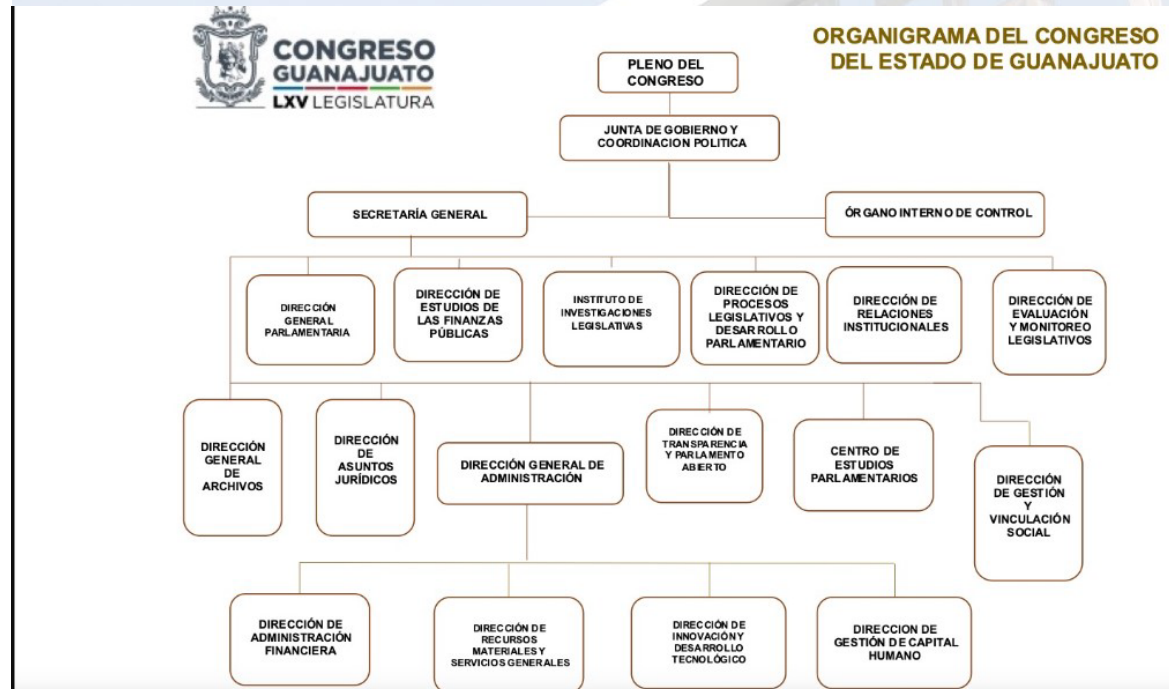 CONGRESO
GUANAJUATO
LXV LEGISLATURA
ORGANIGRAMA DEL CONGRESO
DEL ESTADO DE GUANAJUATO
PLENO DEL
CONGRESO
JUNTA DE GOBIERNO Y
COORDINACION POLITICA
SECRETARÍA GENERAL
ÓRGANO INTERNO DE CONTROL
DIRECCIÓN
GENERAL
PARLAMENTARIA
DIRECCIÓN DE
ESTUDIOS DE
LAS FINANZAS
PÚBLICAS
INSTITUTO DE
INVESTIGACIONES
LEGISLATIVAS
DIRECCIÓN DE
PROCESOS
LEGISLATIVOS Y
DESARROLLO
PARLAMENTARIO
DIRECCIÓN DE
RELACIONES
INSTITUCIONALES
DIRECCIÓN DE
EVALUACIÓN
Y MONITOREO
LEGISLATIVOS
DIRECCIÓN
GENERAL
DE
ARCHIVOS
DIRECCIÓN
DE
ASUNTOS
JURÍDICOS
DIRECCIÓN GENERAL DE
ADMINISTRACIÓN
DIRECCIÓN DE
TRANSPARENCIA
Y PARLAMENTO
ABIERTO
CENTRO DE
ESTUDIOS
PARLAMENTARIOS
DIRECCIÓN
DE GESTIÓN
Y
VINCULACIÓN
SOCIAL
DIRECCIÓN DE
ADMINISTRACIÓN
FINANCIERA
DIRECCIÓN DE
RECURSOS
MATERIALES Y
SERVICIOS GENERALES
DIRECCIÓN DE
INNOVACIÓN Y
DESARROLLO
TECNOLÓGICO
DIRECCION DE
GESTIÓN DE CAPITAL
HUMANO